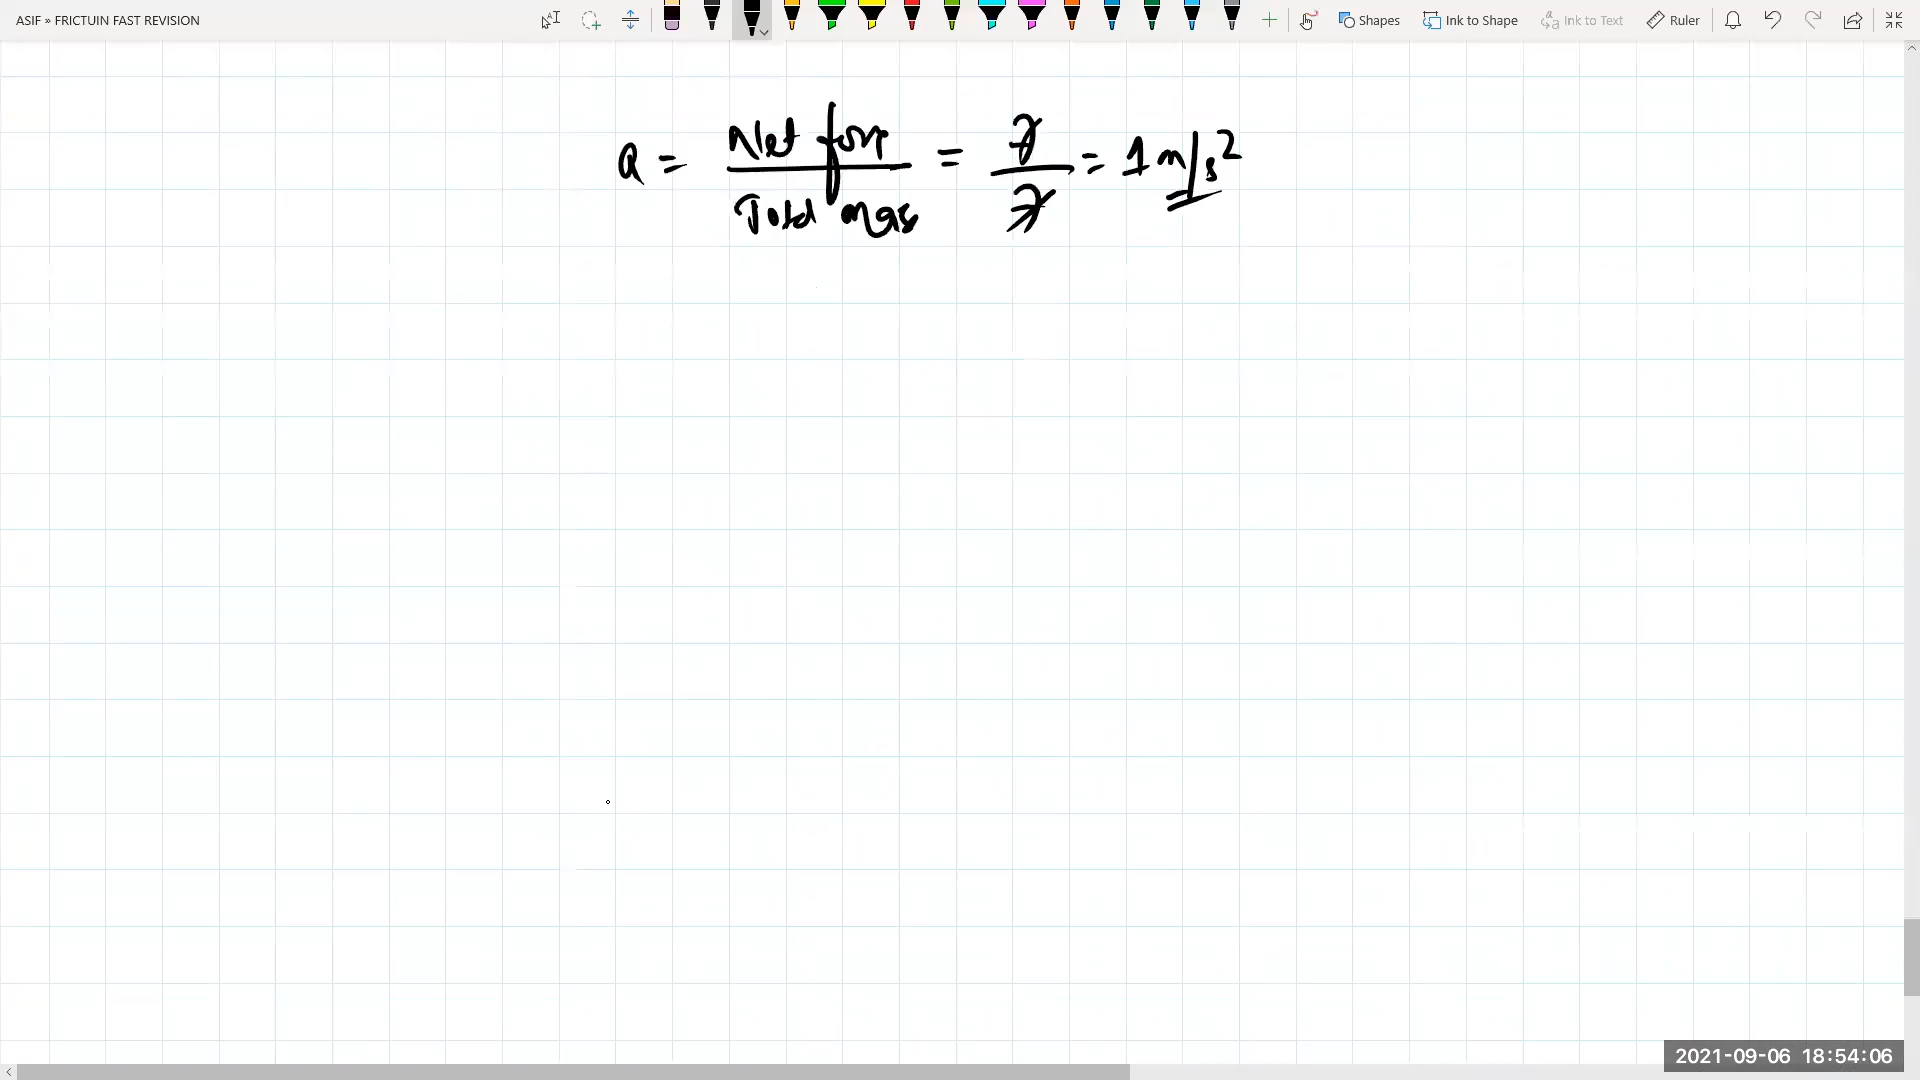 ASIF » FRICTUIN FAST REVISION
Shapes
Ink to Shape
Ink to Text
Ruler
a = Net for / Total mas = 7 / 7 = 1 m/s²
2021-09-06 18:54:06